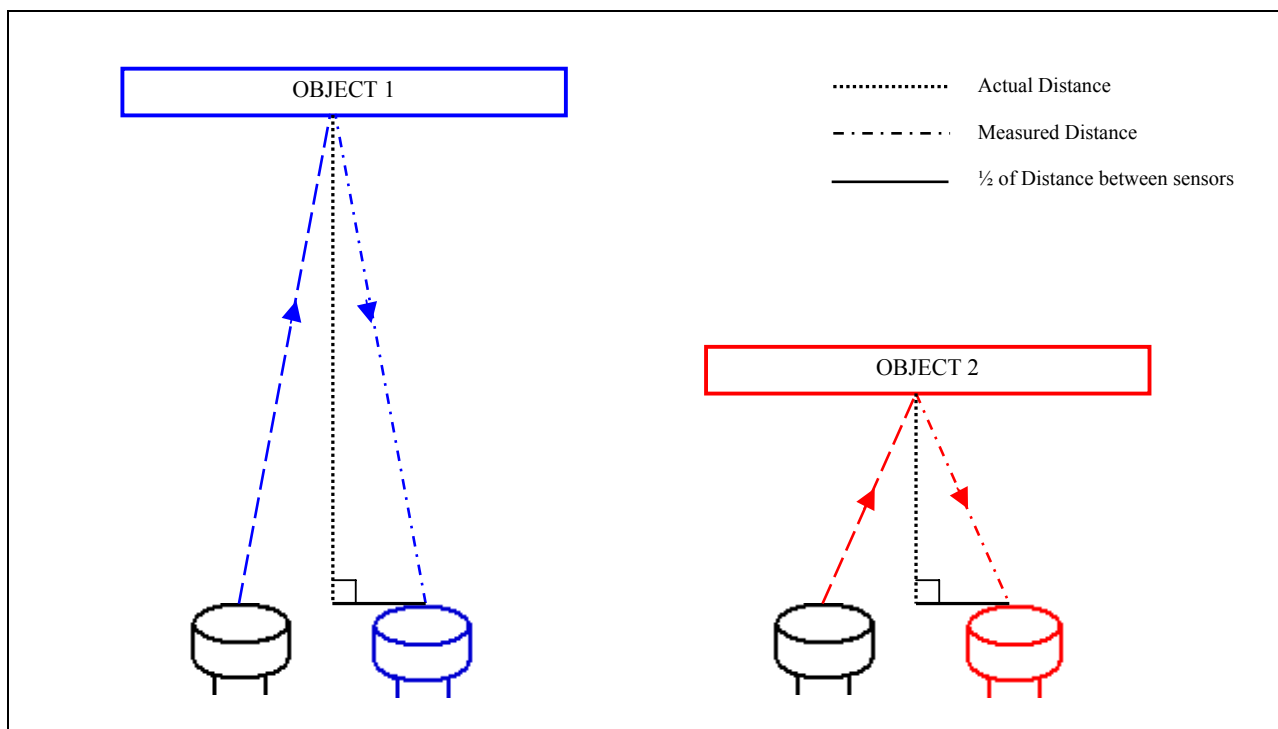 OBJECT 1
Actual Distance
Measured Distance
½ of Distance between sensors
OBJECT 2